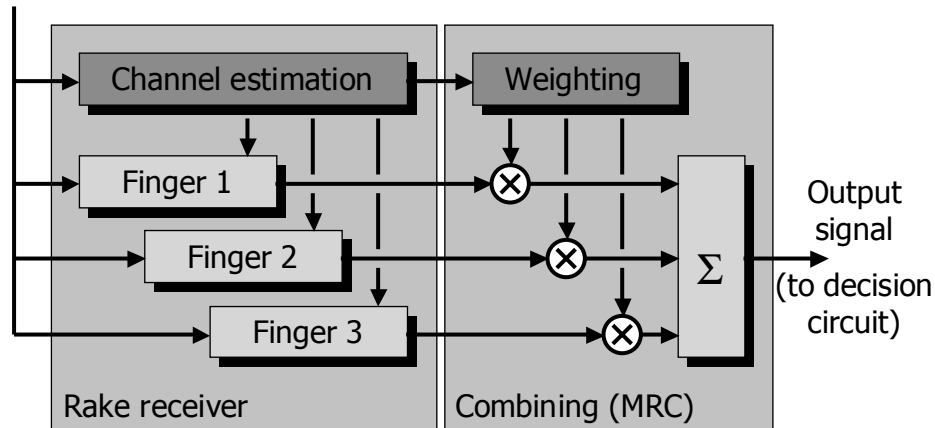 Channel estimation
Weighting
Finger 1
Finger 2
Finger 3
Σ
Output
signal
(to decision
circuit)
Rake receiver
Combining (MRC)